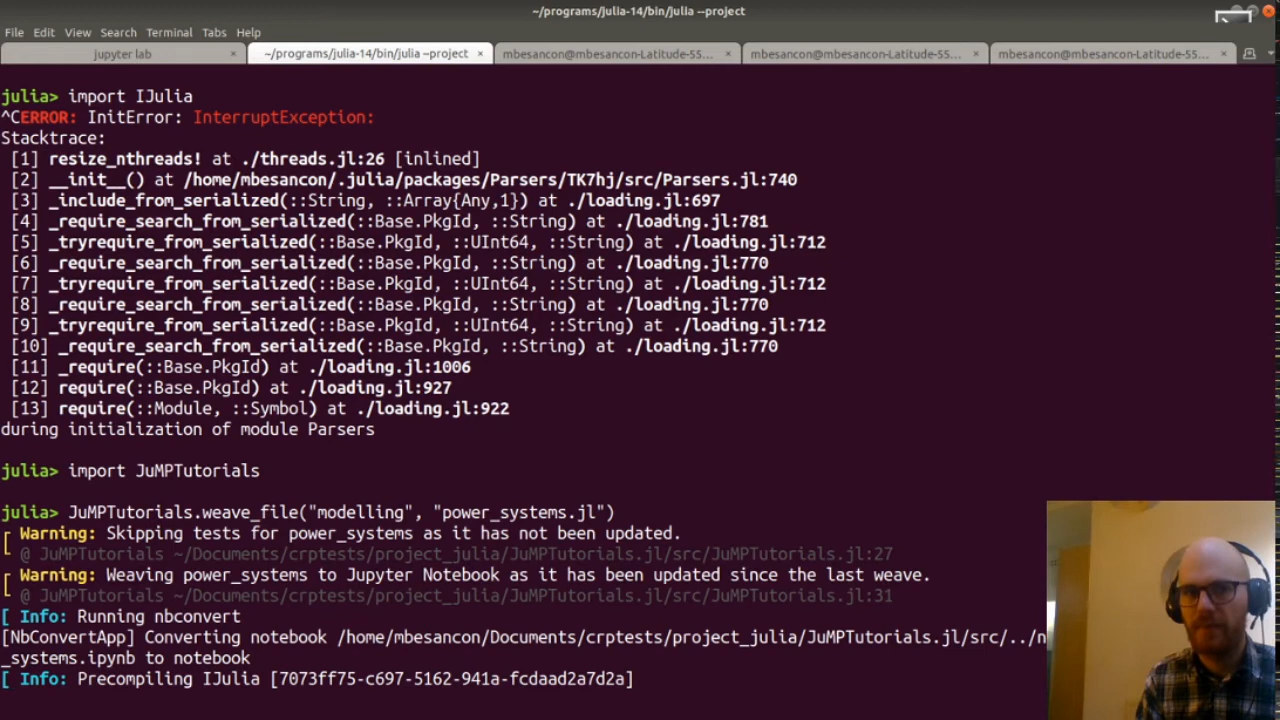 ~/programs/julia-14/bin/julia --project
File Edit View Search Terminal Tabs Help
jupyter lab × ~/programs/julia-14/bin/julia --project × mbesancon@mbesancon-Latitude-55... × mbesancon@mbesancon-Latitude-55... × mbesancon@mbesancon-Latitude-55... ×
julia> import IJulia
^CERROR: InitError: InterruptException:
Stacktrace:
[1] resize_nthreads! at ./threads.jl:26 [inlined]
[2] __init__() at /home/mbesancon/.julia/packages/Parsers/TK7hj/src/Parsers.jl:740
[3] _include_from_serialized(::String, ::Array{Any,1}) at ./loading.jl:697
[4] _require_search_from_serialized(::Base.PkgId, ::String) at ./loading.jl:781
[5] _tryrequire_from_serialized(::Base.PkgId, ::UInt64, ::String) at ./loading.jl:712
[6] _require_search_from_serialized(::Base.PkgId, ::String) at ./loading.jl:770
[7] _tryrequire_from_serialized(::Base.PkgId, ::UInt64, ::String) at ./loading.jl:712
[8] _require_search_from_serialized(::Base.PkgId, ::String) at ./loading.jl:770
[9] _tryrequire_from_serialized(::Base.PkgId, ::UInt64, ::String) at ./loading.jl:712
[10] _require_search_from_serialized(::Base.PkgId, ::String) at ./loading.jl:770
[11] _require(::Base.PkgId) at ./loading.jl:1006
[12] require(::Base.PkgId) at ./loading.jl:927
[13] require(::Module, ::Symbol) at ./loading.jl:922
during initialization of module Parsers
julia> import JuMPTutorials
julia> JuMPTutorials.weave_file("modelling", "power_systems.jl")
[ Warning: Skipping tests for power_systems as it has not been updated.
@ JuMPTutorials ~/Documents/crptests/project_julia/JuMPTutorials.jl/src/JuMPTutorials.jl:27
[ Warning: Weaving power_systems to Jupyter Notebook as it has been updated since the last weave.
@ JuMPTutorials ~/Documents/crptests/project_julia/JuMPTutorials.jl/src/JuMPTutorials.jl:31
[ Info: Running nbconvert
[NbConvertApp] Converting notebook /home/mbesancon/Documents/crptests/project_julia/JuMPTutorials.jl/src/../n
_systems.ipynb to notebook
[ Info: Precompiling IJulia [7073ff75-c697-5162-941a-fcdaad2a7d2a]